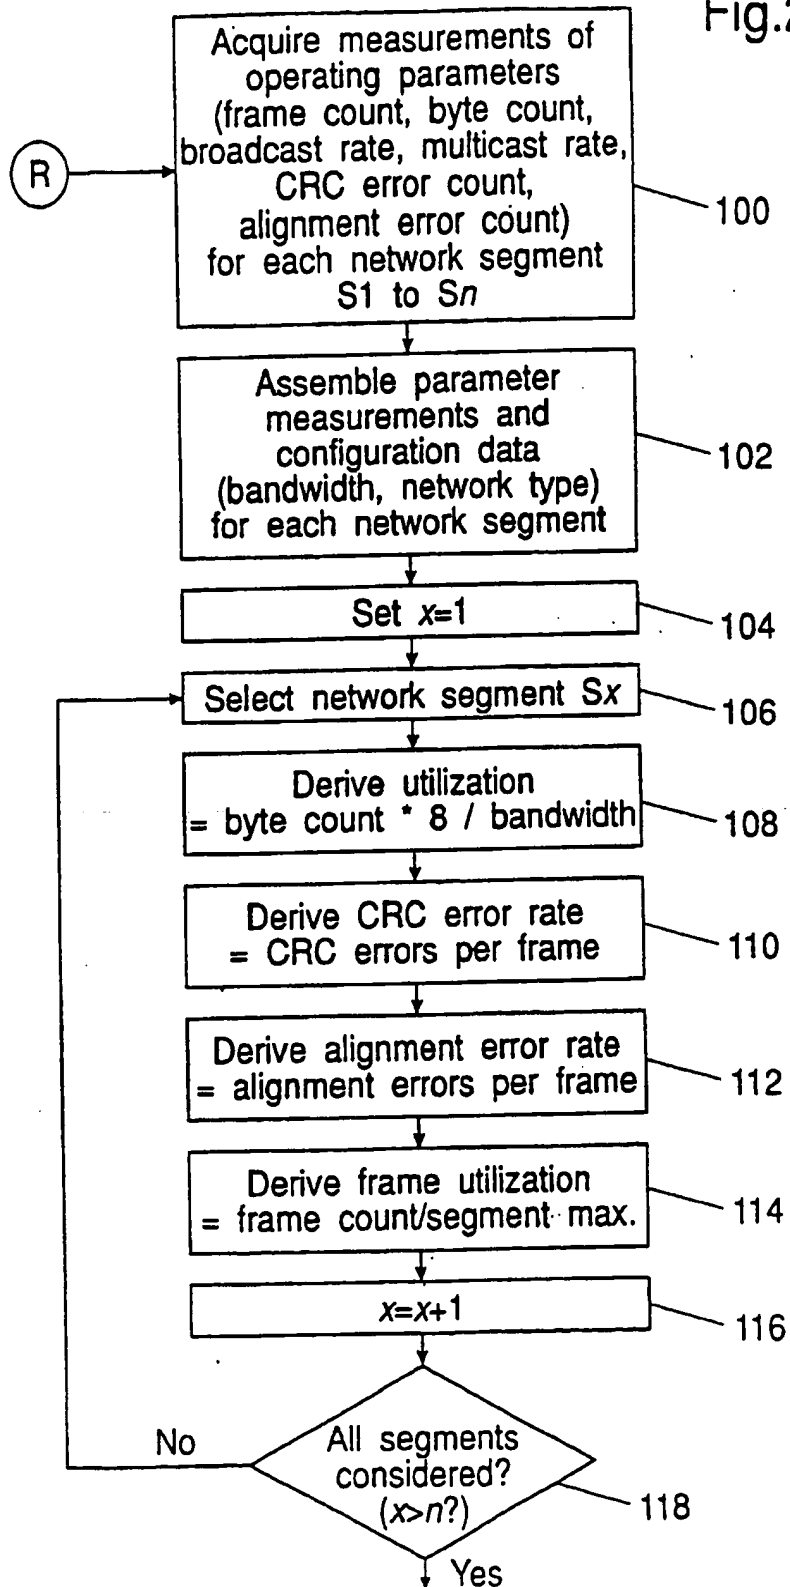 Fig.2
Acquire measurements of
operating parameters
(frame count, byte count,
broadcast rate, multicast rate,
CRC error count,
alignment error count)
for each network segment
S1 to Sn
R
100
Assemble parameter
measurements and
configuration data
(bandwidth, network type)
for each network segment
102
Set x=1
104
Select network segment Sx
106
Derive utilization
= byte count * 8 / bandwidth
108
Derive CRC error rate
= CRC errors per frame
110
Derive alignment error rate
= alignment errors per frame
112
Derive frame utilization
= frame count/segment max.
114
x=x+1
116
No
All segments
considered?
(x>n?)
118
Yes